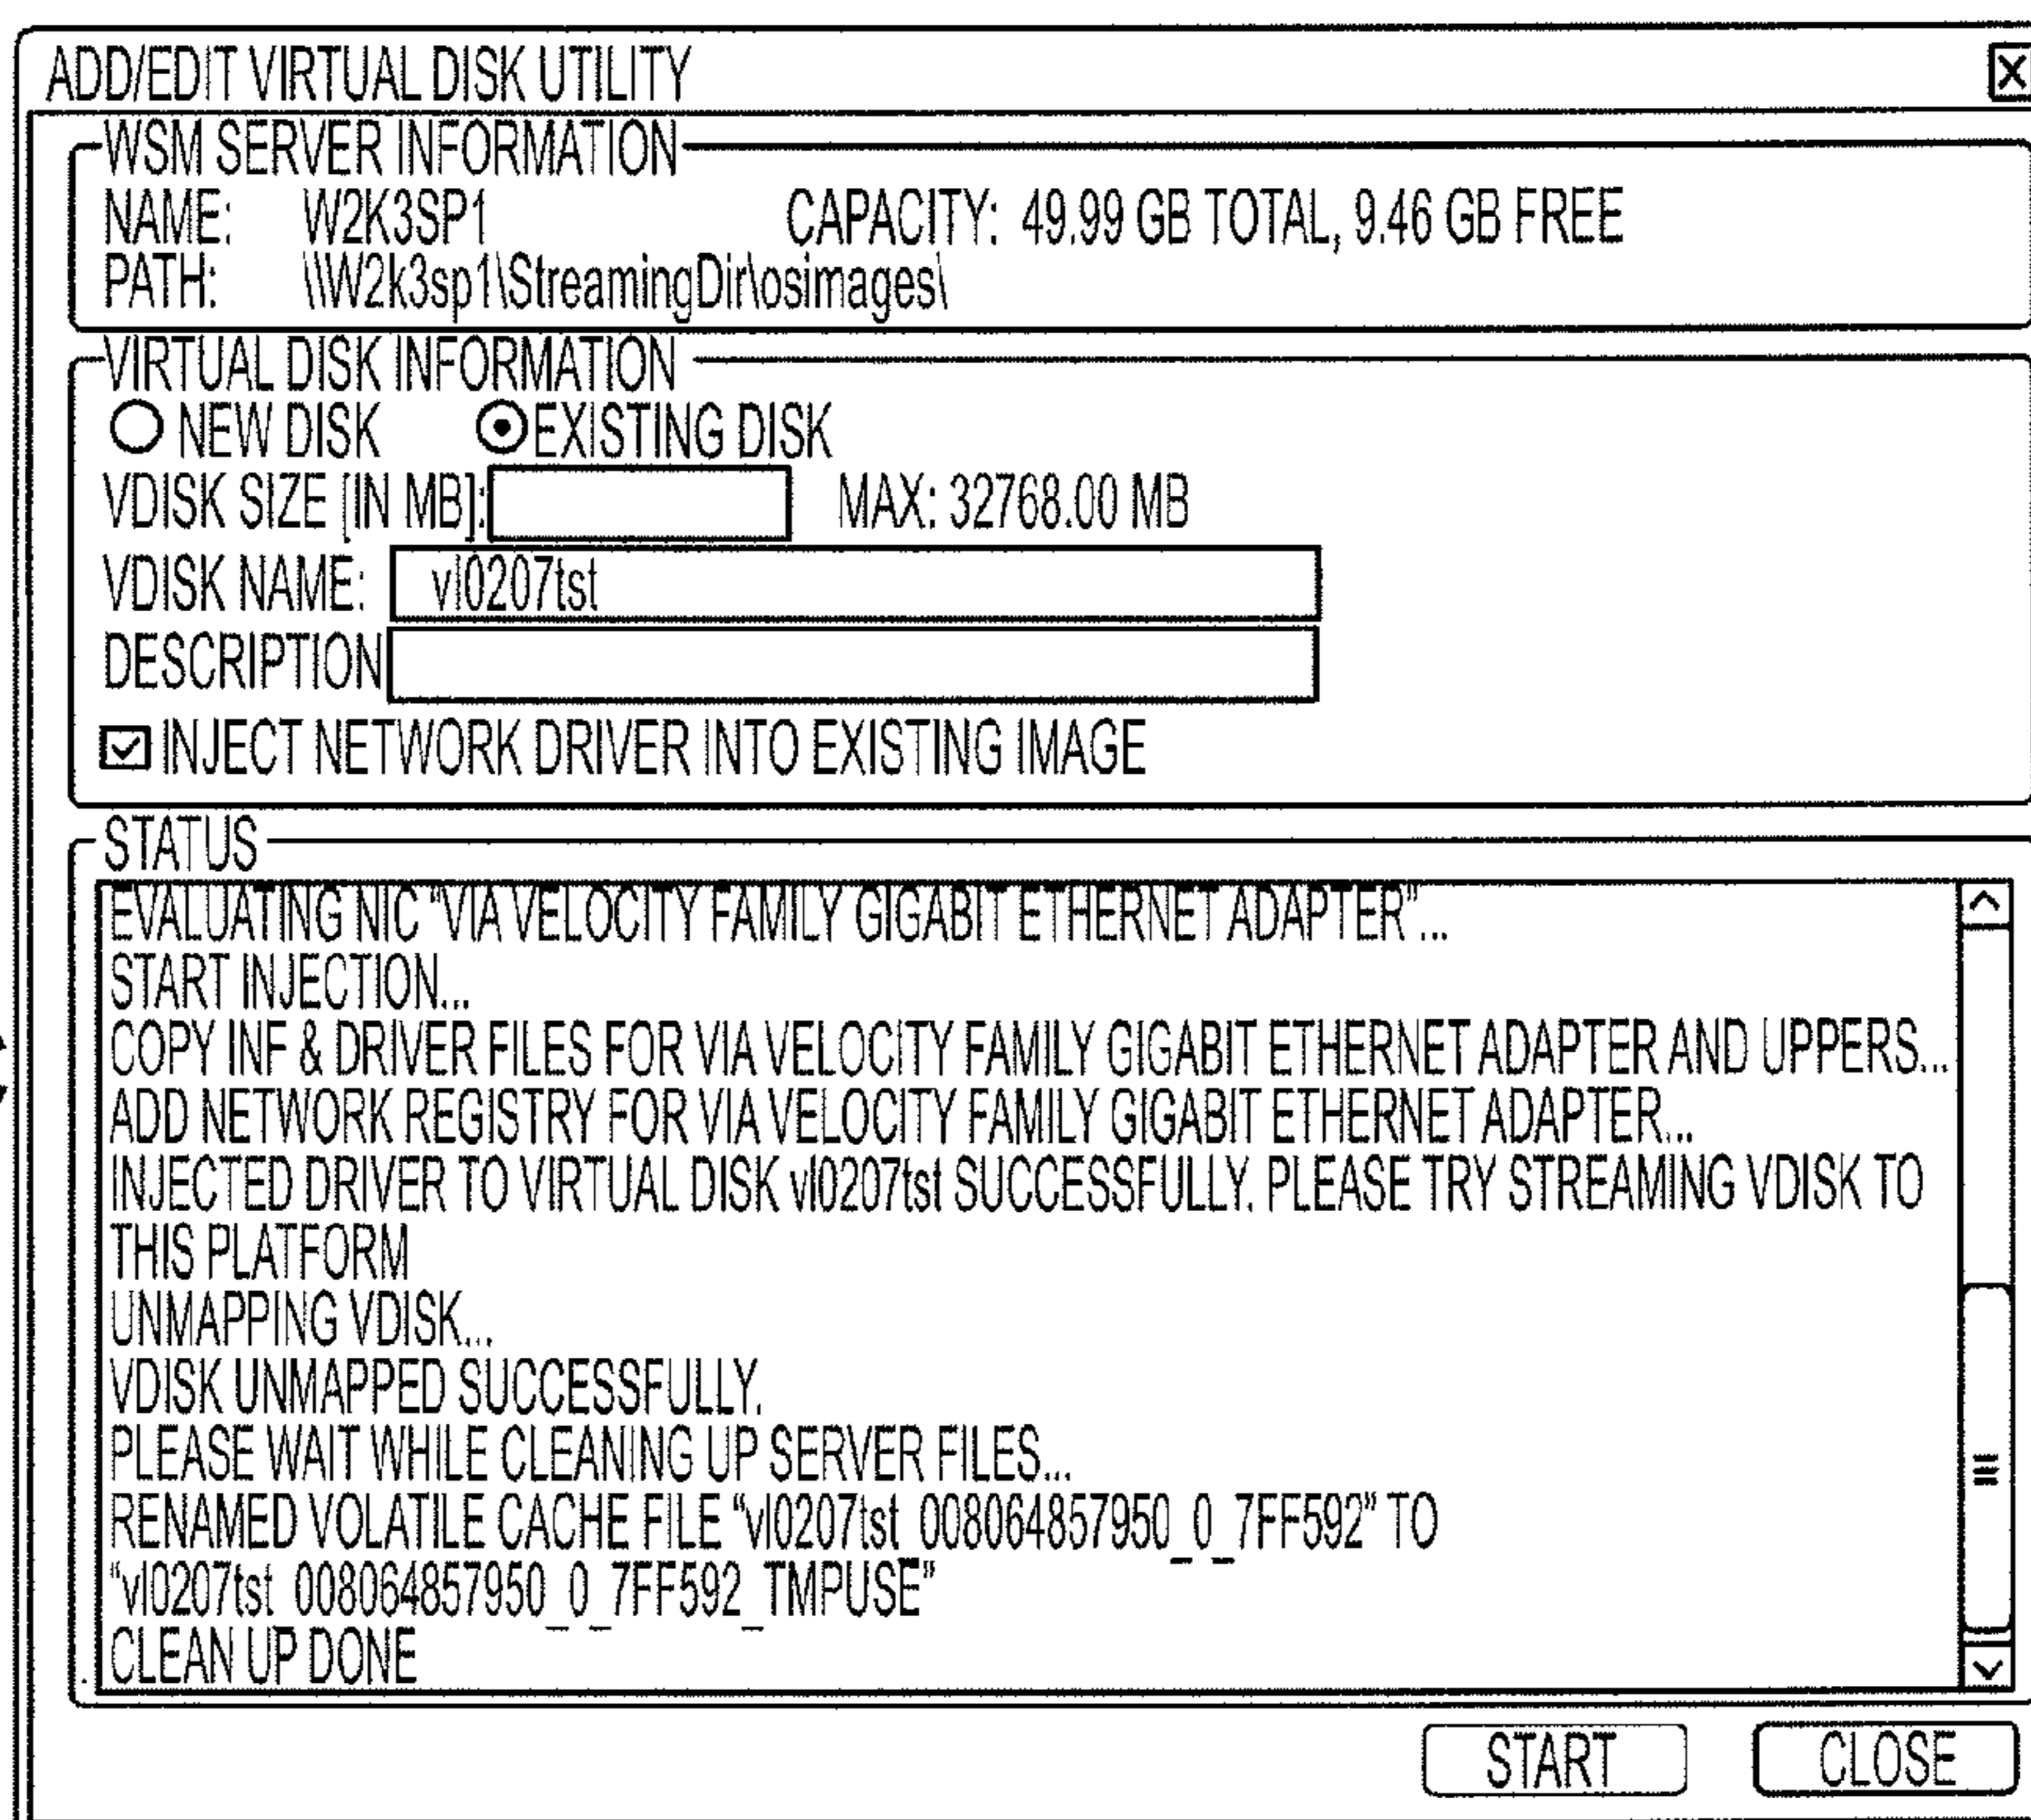 ADD/EDIT VIRTUAL DISK UTILITY
WSM SERVER INFORMATION
NAME: W2K3SP1 CAPACITY: 49.99 GB TOTAL, 9.46 GB FREE
PATH: \\W2k3sp1\StreamingDir\osimages\
VIRTUAL DISK INFORMATION
NEW DISK EXISTING DISK
VDISK SIZE [IN MB]: MAX: 32768.00 MB
VDISK NAME: vl0207tst
DESCRIPTION
INJECT NETWORK DRIVER INTO EXISTING IMAGE
STATUS
EVALUATING NIC “VIA VELOCITY FAMILY GIGABIT ETHERNET ADAPTER”...
START INJECTION...
COPY INF & DRIVER FILES FOR VIA VELOCITY FAMILY GIGABIT ETHERNET ADAPTER AND UPPERS...
ADD NETWORK REGISTRY FOR VIA VELOCITY FAMILY GIGABIT ETHERNET ADAPTER...
INJECTED DRIVER TO VIRTUAL DISK vl0207tst SUCCESSFULLY. PLEASE TRY STREAMING VDISK TO
THIS PLATFORM
UNMAPPING VDISK...
VDISK UNMAPPED SUCCESSFULLY.
PLEASE WAIT WHILE CLEANING UP SERVER FILES...
RENAMED VOLATILE CACHE FILE “vl0207tst_008064857950_0_7FF592” TO
“vl0207tst_008064857950_0_7FF592_TMPUSE”
CLEAN UP DONE
START CLOSE